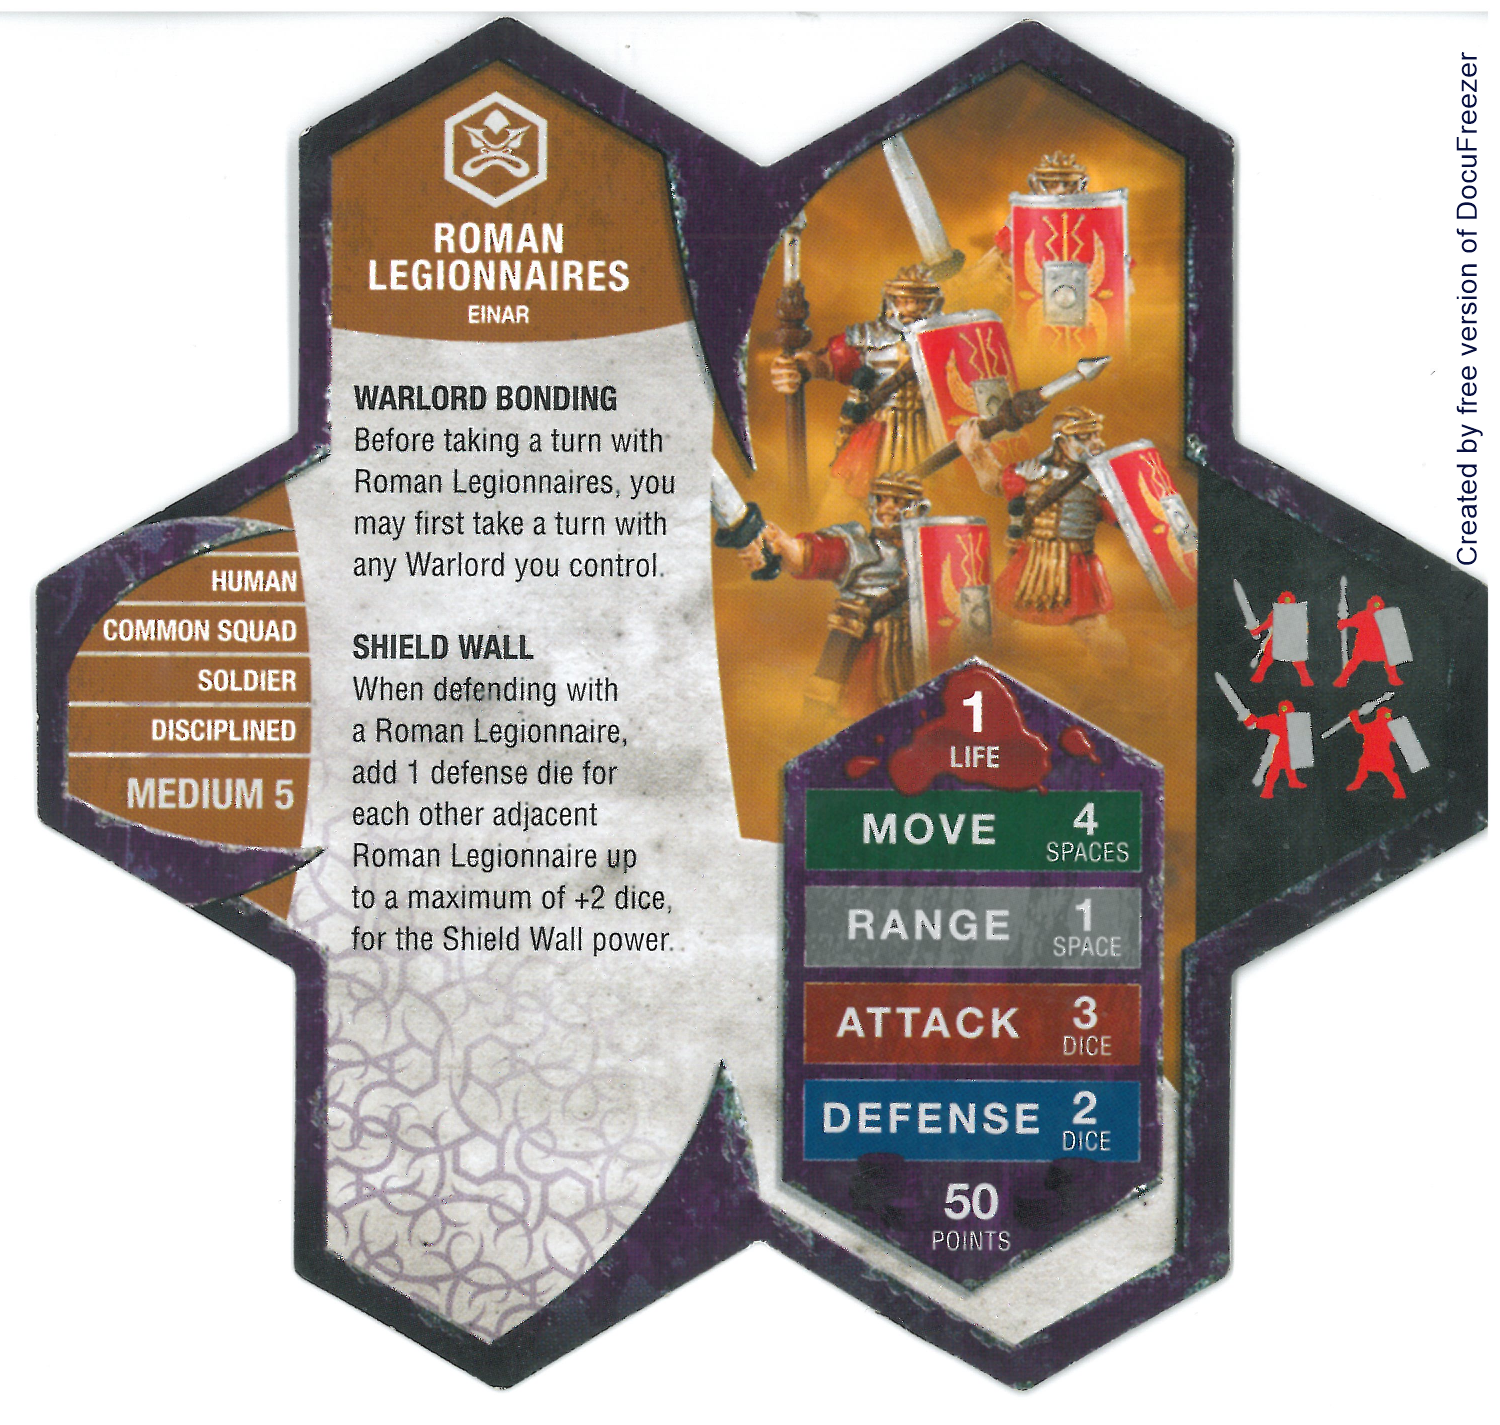 ROMAN
LEGIONNAIRES
EINAR
WARLORD BONDING
Before taking a turn with
Roman Legionnaires, you
may first take a turn with
any Warlord you control.
SHIELD WALL
When defending with
a Roman Legionnaire,
add 1 defense die for
each other adjacent
Roman Legionnaire up
to a maximum of +2 dice,
for the Shield Wall power.
HUMAN
COMMON SQUAD
SOLDIER
DISCIPLINED
MEDIUM 5
1
LIFE
MOVE 4
SPACES
RANGE 1
SPACE
ATTACK 3
DICE
DEFENSE 2
DICE
50
POINTS
Created by free version of DocuFreezer